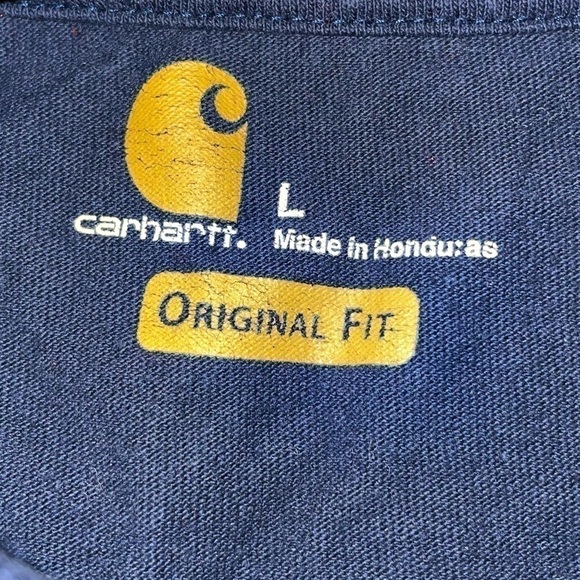 L
carhartt.
Made in Honduras
ORIGINAL FIT